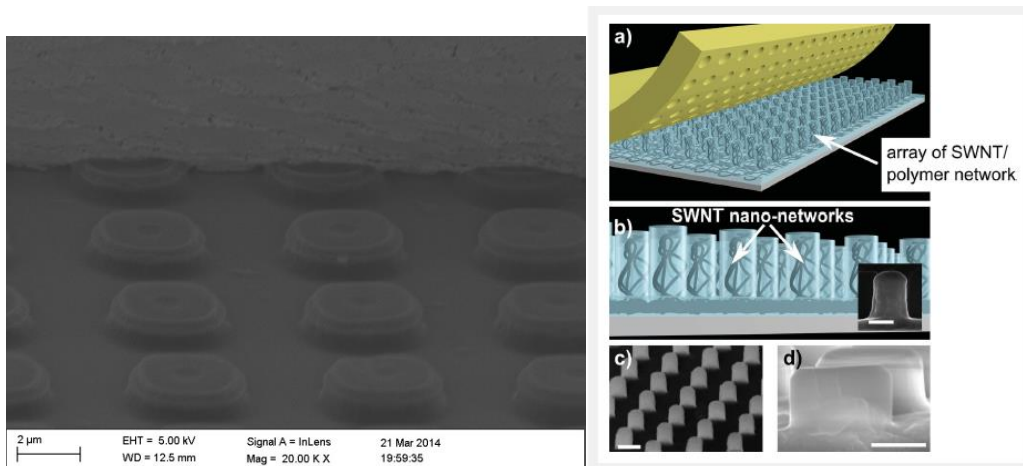 2 µm
EHT = 5.00 kV
Signal A = InLens
21 Mar 2014
WD = 12.5 mm
Mag = 20.00 K X
19:59:35
a)
array of SWNT/
polymer network
b)
SWNT nano-networks
c)
d)